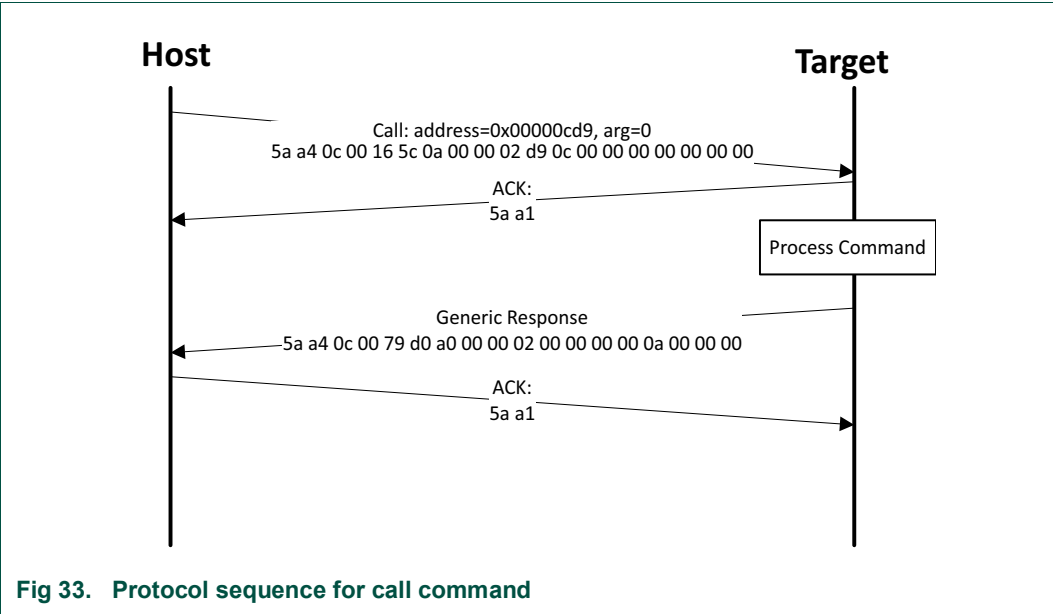 Host
Target
Call: address=0x00000cd9, arg=0
5a a4 0c 00 16 5c 0a 00 00 02 d9 0c 00 00 00 00 00 00 00
ACK:
5a a1
Process Command
Generic Response
5a a4 0c 00 79 d0 a0 00 00 02 00 00 00 00 0a 00 00 00
ACK:
5a a1
Fig 33. Protocol sequence for call command